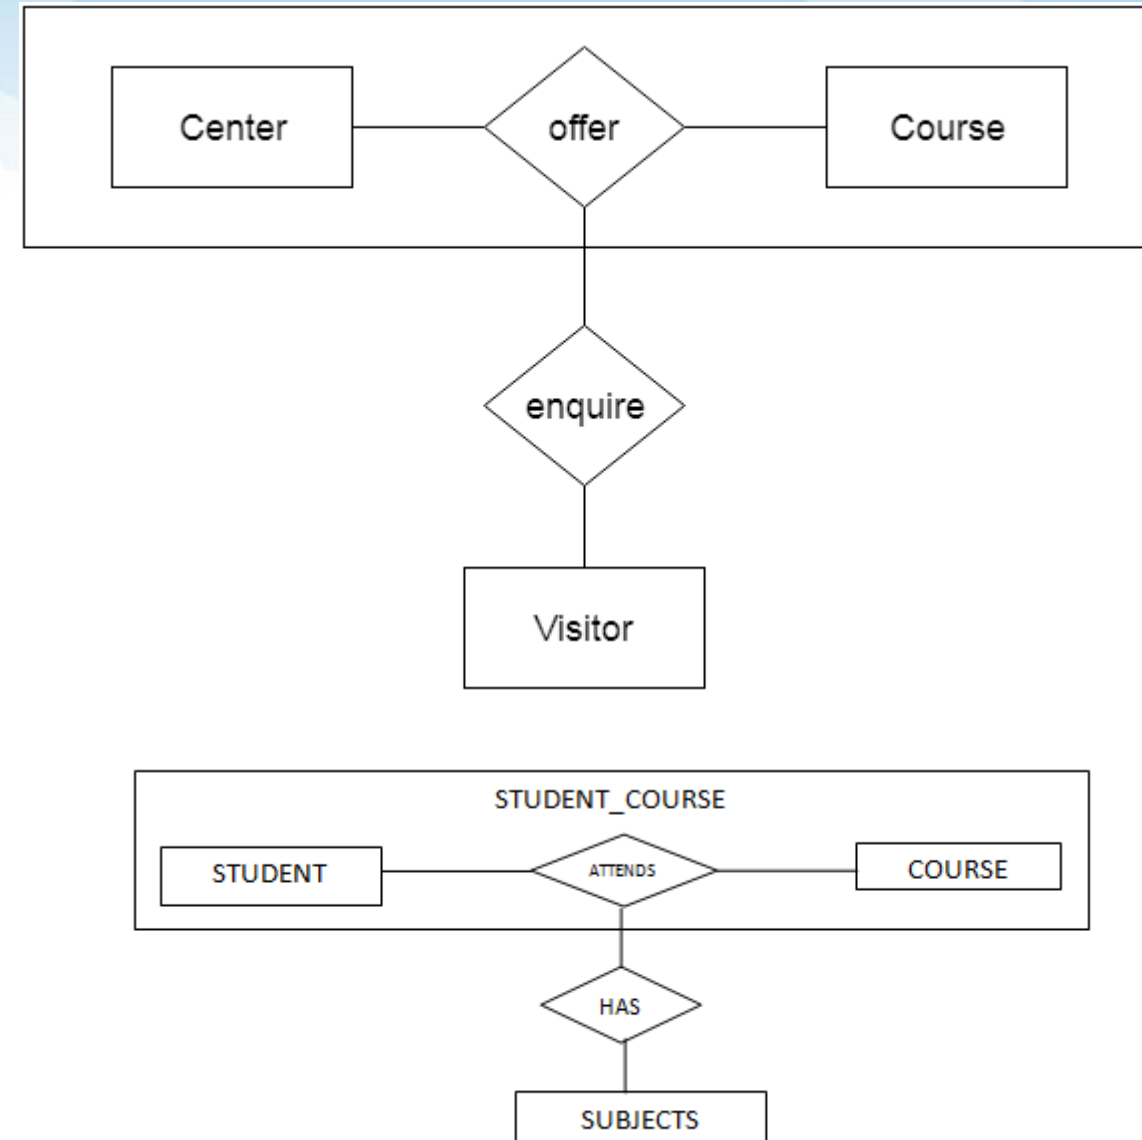 Center
offer
Course
enquire
Visitor
STUDENT_COURSE
STUDENT
ATTENDS
COURSE
HAS
SUBJECTS